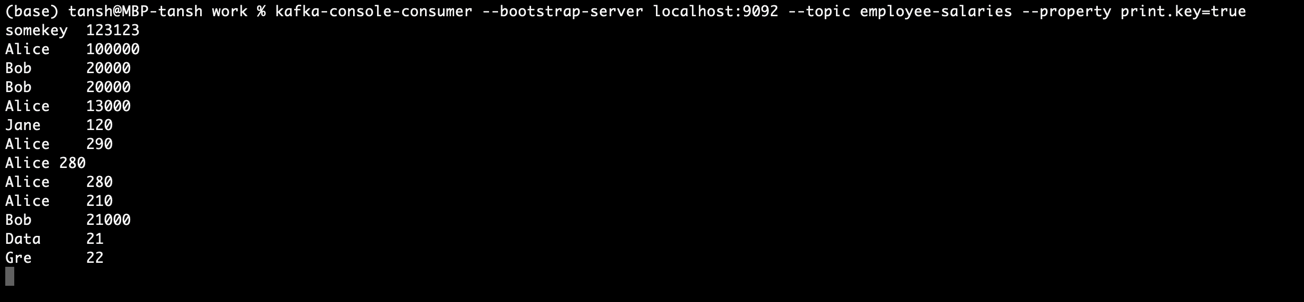 (base) tansh@MBP-tansh work % kafka-console-consumer --bootstrap-server localhost:9092 --topic employee-salaries --property print.key=true
somekey  123123
Alice    100000
Bob      20000
Bob      20000
Alice    13000
Jane     120
Alice    290
Alice 280
Alice    280
Alice    210
Bob      21000
Data     21
Gre      22